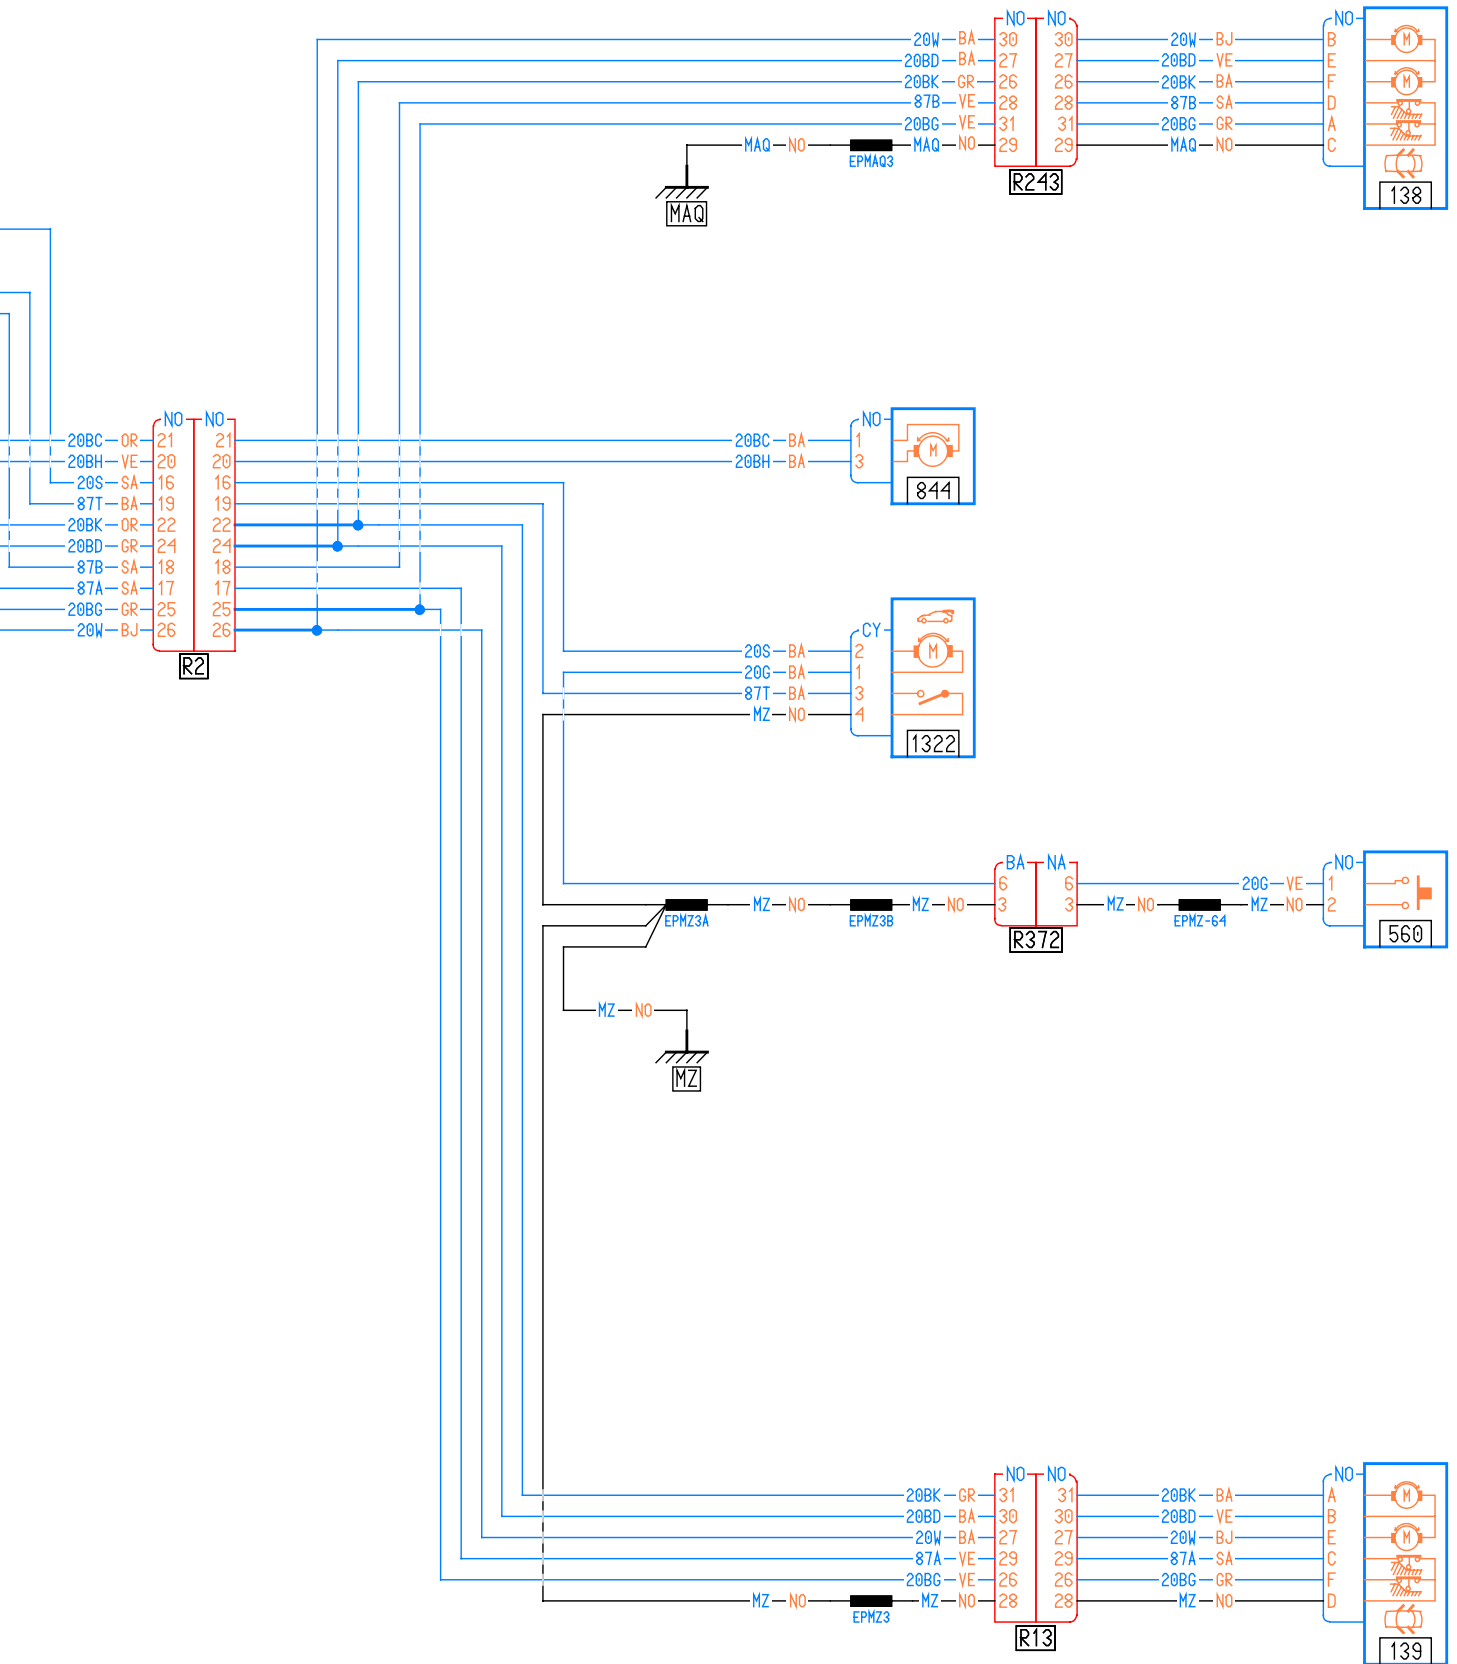 NO NO NO
20W BA 30 30 20W BJ B M
20BD BA 27 27 20BD VE E
20BK GR 26 26 20BK BA F M
87B VE 28 28 87B SA D
20BG VE 31 31 20BG GR A
MAQ NO MAQ NO 29 29 MAQ NO C
EPMAQ3
R243
138
MAQ
NO NO NO
20BC OR 21 21 20BC BA 1
20BH VE 20 20 20BH BA 3 M
20S SA 16 16
87T BA 19 19
844
20BK OR 22 22
20BD GR 24 24
87B SA 18 18
87A SA 17 17
20BG GR 25 25
20W BJ 26 26
R2
CY
20S BA 2 M
20G BA 1
87T BA 3
MZ NO 4
1322
BA NA NO
6 6 20G VE 1
MZ NO MZ NO 3 3 MZ NO MZ NO 2
EPMZ3A EPMZ3B EPMZ-64
R372
560
MZ NO
MZ
NO NO NO
20BK GR 31 31 20BK BA A M
20BD BA 30 30 20BD VE B
20W BA 27 27 20W BJ E M
87A VE 29 29 87A SA C
20BG VE 26 26 20BG GR F
MZ NO MZ NO 28 28 MZ NO D
EPMZ3
R13
139